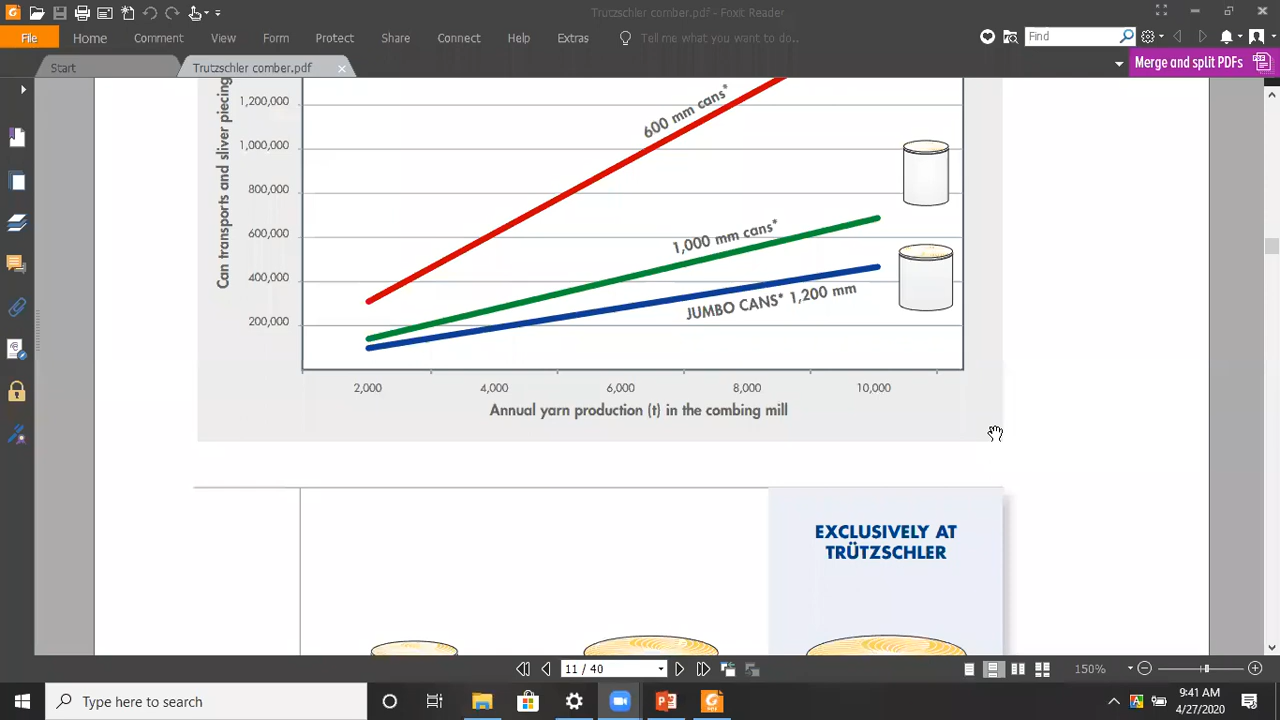 Trutzschler comber.pdf - Foxit Reader
File Home Comment View Form Protect Share Connect Help Extras Tell me what you want to do.. Find
Start Trutzschler comber.pdf Merge and split PDFs
Can transports and sliver piecing
1,200,000
1,000,000
800,000
600,000
400,000
200,000
600 mm cans*
1,000 mm cans*
JUMBO CANS* 1,200 mm
2,000 4,000 6,000 8,000 10,000
Annual yarn production (t) in the combing mill
EXCLUSIVELY AT
TRÜTZSCHLER
11 / 40 150%
Type here to search
9:41 AM
4/27/2020